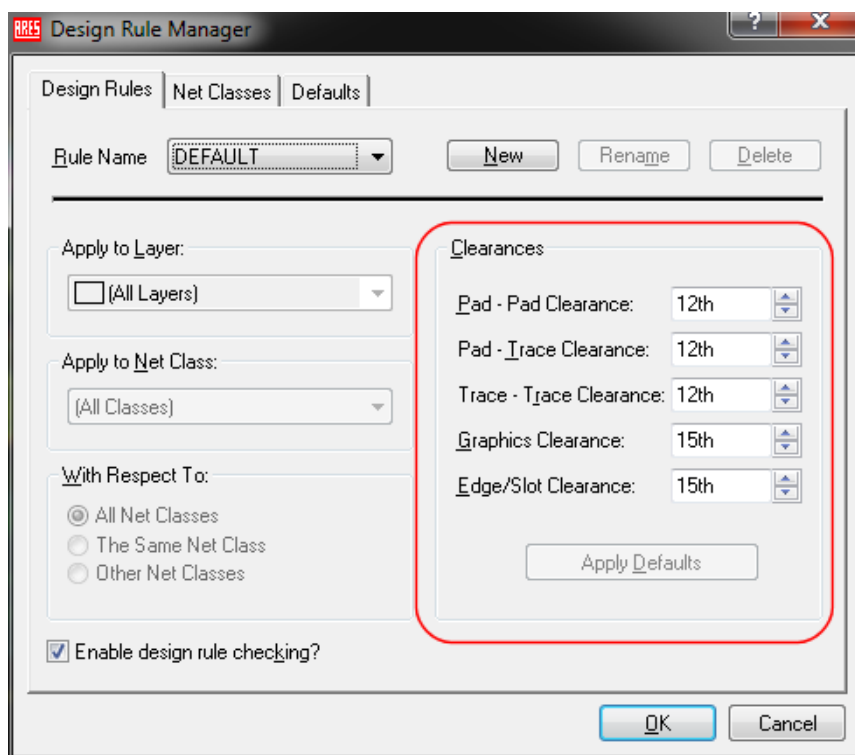 ARES Design Rule Manager ? X
Design Rules Net Classes Defaults
Rule Name DEFAULT New Rename Delete
Apply to Layer:
(All Layers)
Apply to Net Class:
(All Classes)
With Respect To:
All Net Classes
The Same Net Class
Other Net Classes
Clearances
Pad - Pad Clearance: 12th
Pad - Trace Clearance: 12th
Trace - Trace Clearance: 12th
Graphics Clearance: 15th
Edge/Slot Clearance: 15th
Apply Defaults
Enable design rule checking?
OK Cancel